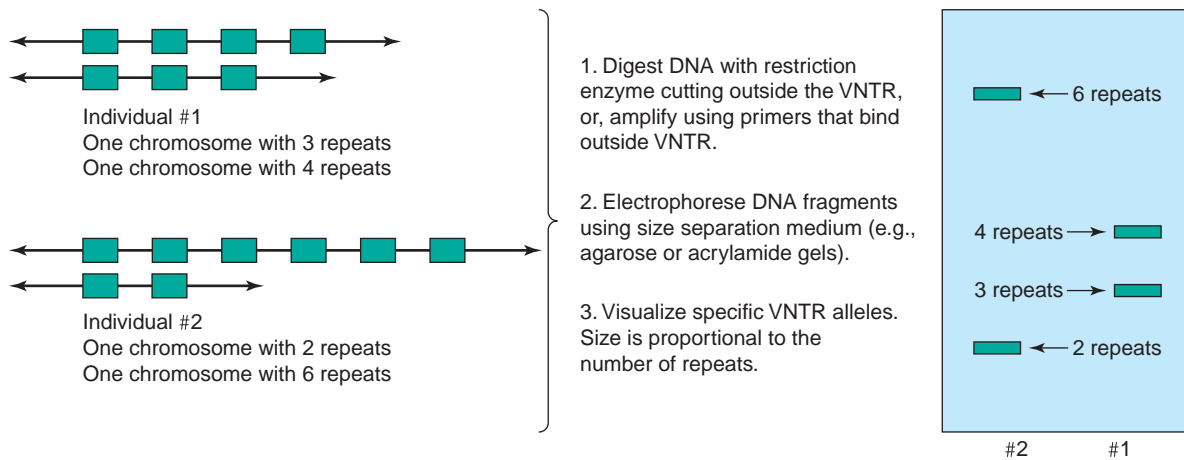 Individual #1
One chromosome with 3 repeats
One chromosome with 4 repeats
Individual #2
One chromosome with 2 repeats
One chromosome with 6 repeats
1. Digest DNA with restriction
enzyme cutting outside the VNTR,
or, amplify using primers that bind
outside VNTR.
2. Electrophorese DNA fragments
using size separation medium (e.g.,
agarose or acrylamide gels).
3. Visualize specific VNTR alleles.
Size is proportional to the
number of repeats.
6 repeats
4 repeats
3 repeats
2 repeats
#2 #1